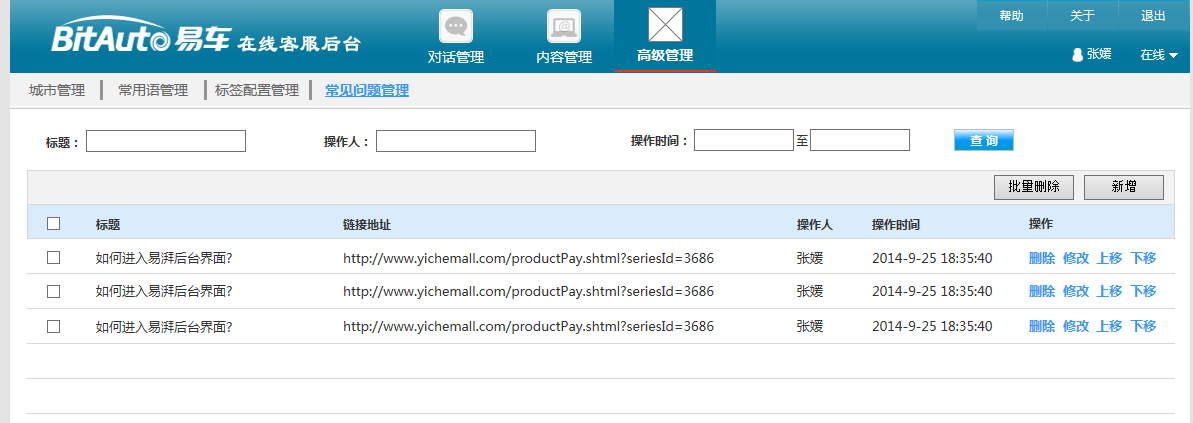 BitAuto易车 在线客服后台
对话管理 内容管理 高级管理
帮助 关于 退出
张媛 在线
城市管理 常用语管理 标签配置管理 常见问题管理
标题： 操作人： 操作时间： 至 查 询
批量删除 新增
标题 链接地址 操作人 操作时间 操作
如何进入易湃后台界面? http://www.yichemall.com/productPay.shtml?seriesId=3686 张媛 2014-9-25 18:35:40 删除 修改 上移 下移
如何进入易湃后台界面? http://www.yichemall.com/productPay.shtml?seriesId=3686 张媛 2014-9-25 18:35:40 删除 修改 上移 下移
如何进入易湃后台界面? http://www.yichemall.com/productPay.shtml?seriesId=3686 张媛 2014-9-25 18:35:40 删除 修改 上移 下移